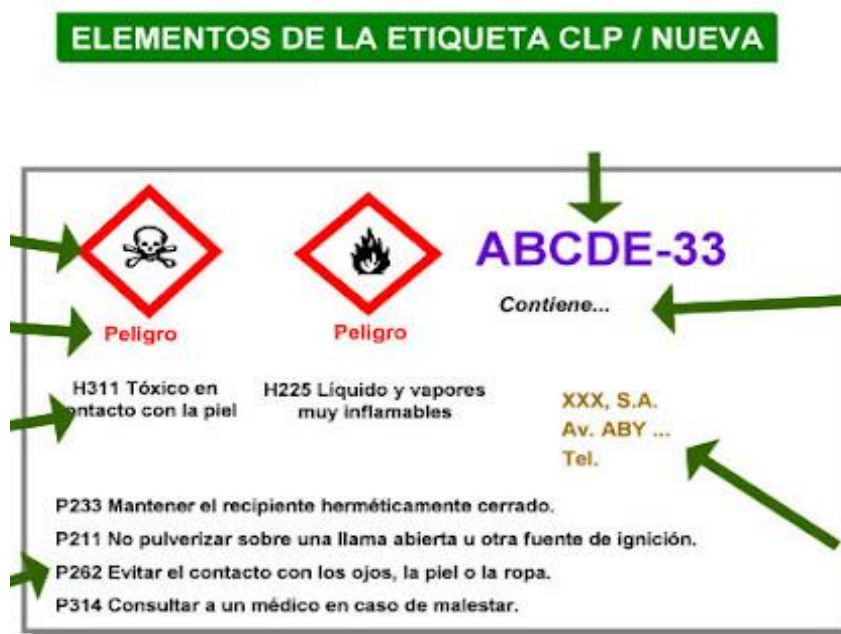 ELEMENTOS DE LA ETIQUETA CLP / NUEVA
ABCDE-33
Contiene...
Peligro
Peligro
H311 Tóxico en
contacto con la piel
H225 Líquido y vapores
muy inflamables
XXX, S.A.
Av. ABY ...
Tel.
P233 Mantener el recipiente herméticamente cerrado.
P211 No pulverizar sobre una llama abierta u otra fuente de ignición.
P262 Evitar el contacto con los ojos, la piel o la ropa.
P314 Consultar a un médico en caso de malestar.